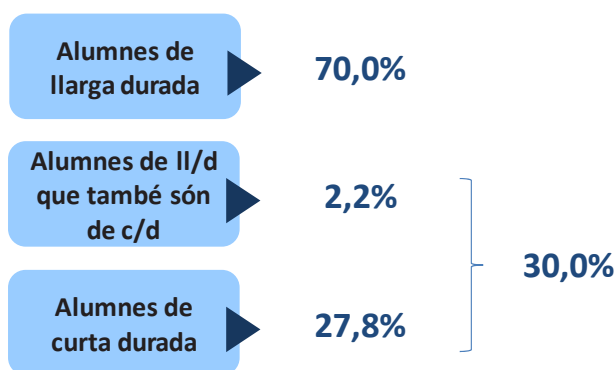 Alumnes de
llarga durada
70,0%
Alumnes de ll/d
que també són
de c/d
2,2%
30,0%
Alumnes de
curta durada
27,8%